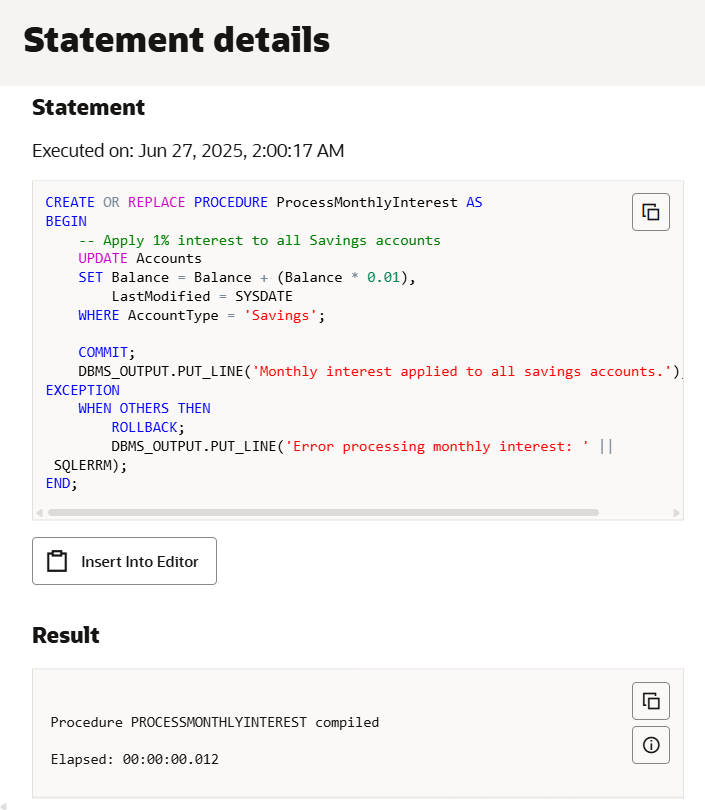 Statement details
Statement
Executed on: Jun 27, 2025, 2:00:17 AM
CREATE OR REPLACE PROCEDURE ProcessMonthlyInterest AS
BEGIN
    -- Apply 1% interest to all Savings accounts
    UPDATE Accounts
    SET Balance = Balance + (Balance * 0.01),
        LastModified = SYSDATE
    WHERE AccountType = 'Savings';

    COMMIT;
    DBMS_OUTPUT.PUT_LINE('Monthly interest applied to all savings accounts.')
EXCEPTION
    WHEN OTHERS THEN
        ROLLBACK;
        DBMS_OUTPUT.PUT_LINE('Error processing monthly interest: ' ||
 SQLERRM);
END;
Insert Into Editor
Result
Procedure PROCESSMONTHLYINTEREST compiled
Elapsed: 00:00:00.012